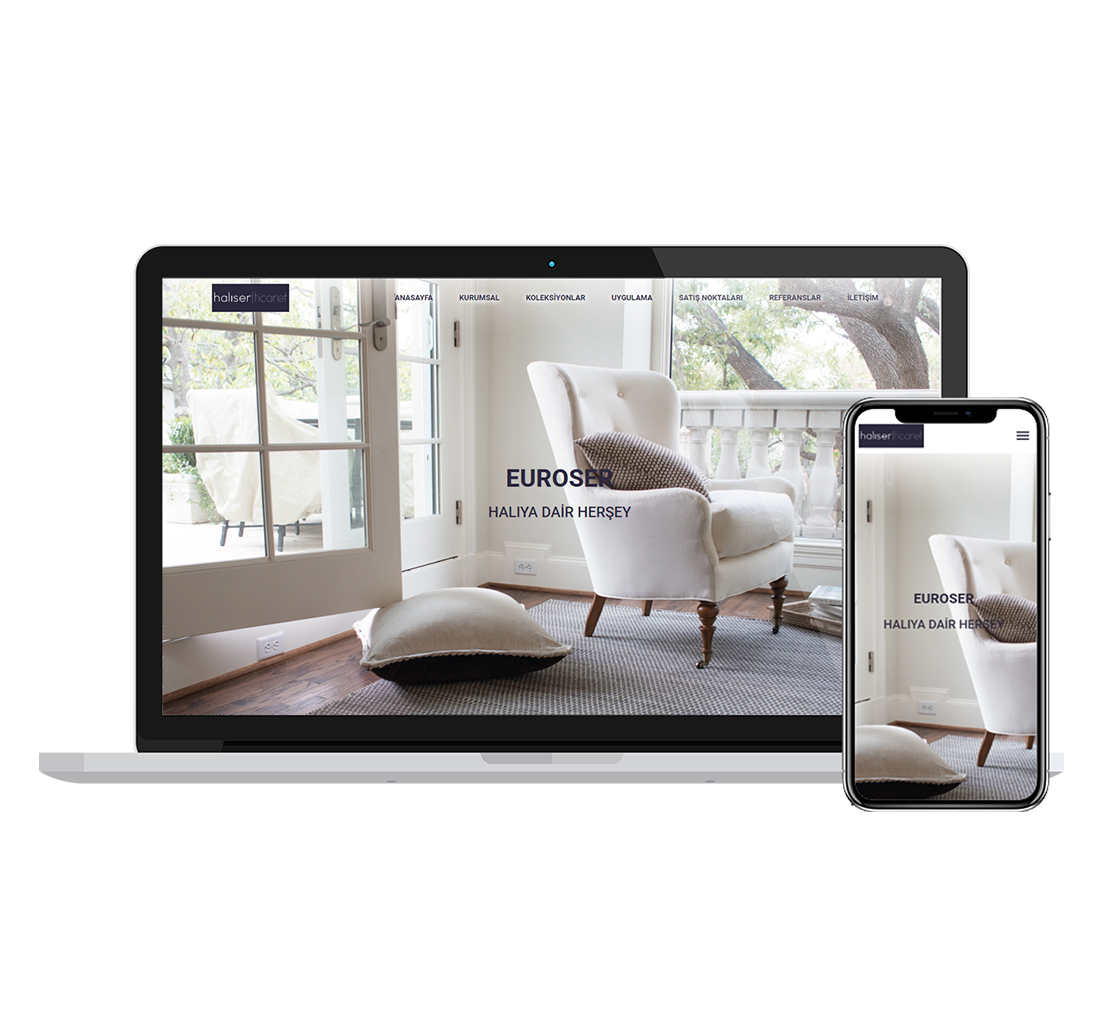 haliser|ticaret
ANASAYFA KURUMSAL KOLEKSİYONLAR UYGULAMA SATIŞ NOKTALARI REFERANSLAR İLETİŞİM
EUROSER
HALIYA DAİR HERŞEY
haliser|ticaret
EUROSER
HALIYA DAİR HERŞEY